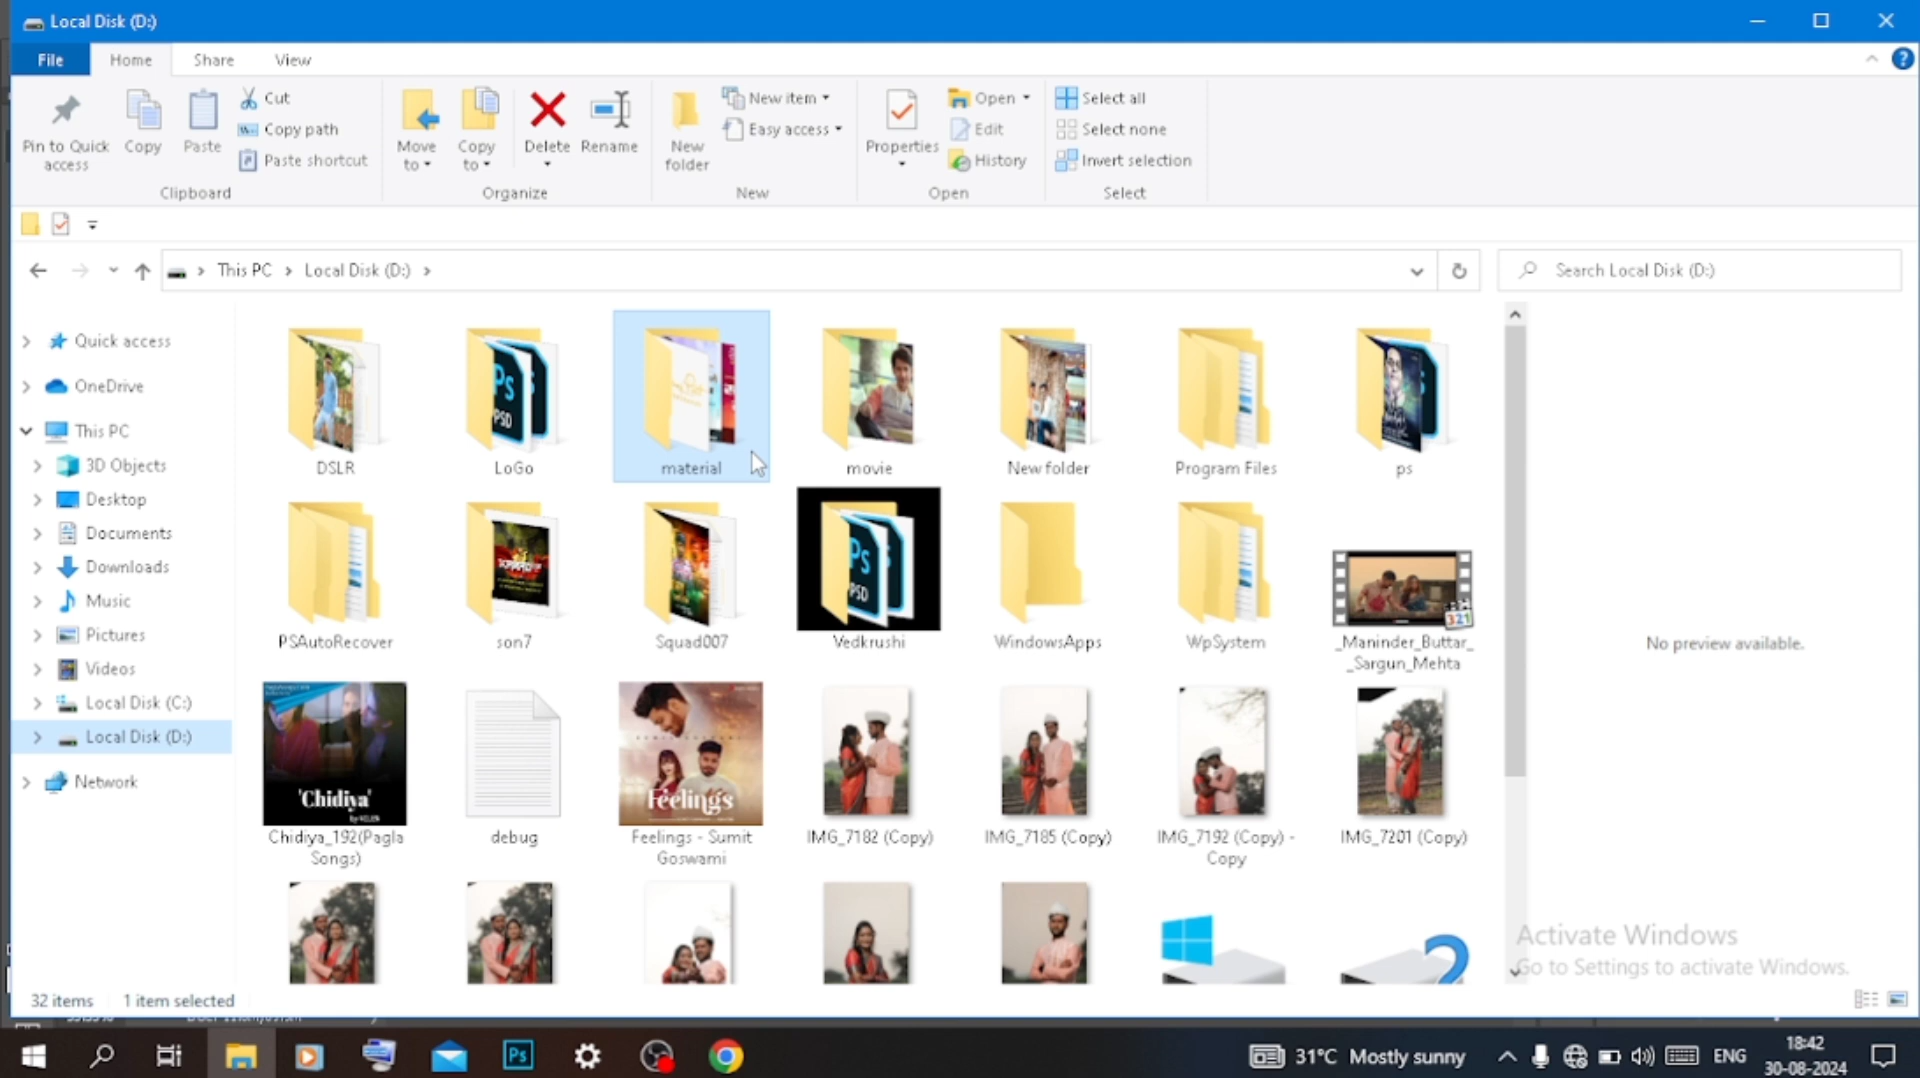 Local Disk (D:)
File Home Share View
Pin to Quick access
Copy
Paste
Cut
Copy path
Paste shortcut
Clipboard
Move to
Copy to
Delete
Rename
Organize
New folder
New item
Easy access
New
Properties
Open
Edit
History
Open
Select all
Select none
Invert selection
Select
This PC Local Disk (D:)
Search Local Disk (D:)
Quick access
OneDrive
This PC
3D Objects
Desktop
Documents
Downloads
Music
Pictures
Videos
Local Disk (C:)
Local Disk (D:)
Network
DSLR
LoGo
material
movie
New folder
Program Files
ps
PSAutoRecover
son7
Squad007
Vedkrushi
WindowsApps
WpSystem
_Maninder_Buttar_
_Sargun_Mehta
'Chidiya'
Chidiya_192(Pagla
Songs)
debug
Feelings
Feelings - Sumit
Goswami
IMG_7182 (Copy)
IMG_7185 (Copy)
IMG_7192 (Copy) -
Copy
IMG_7201 (Copy)
No preview available.
Activate Windows
Go to Settings to activate Windows.
32 items 1 item selected
31°C Mostly sunny
ENG
18:42
30-08-2024